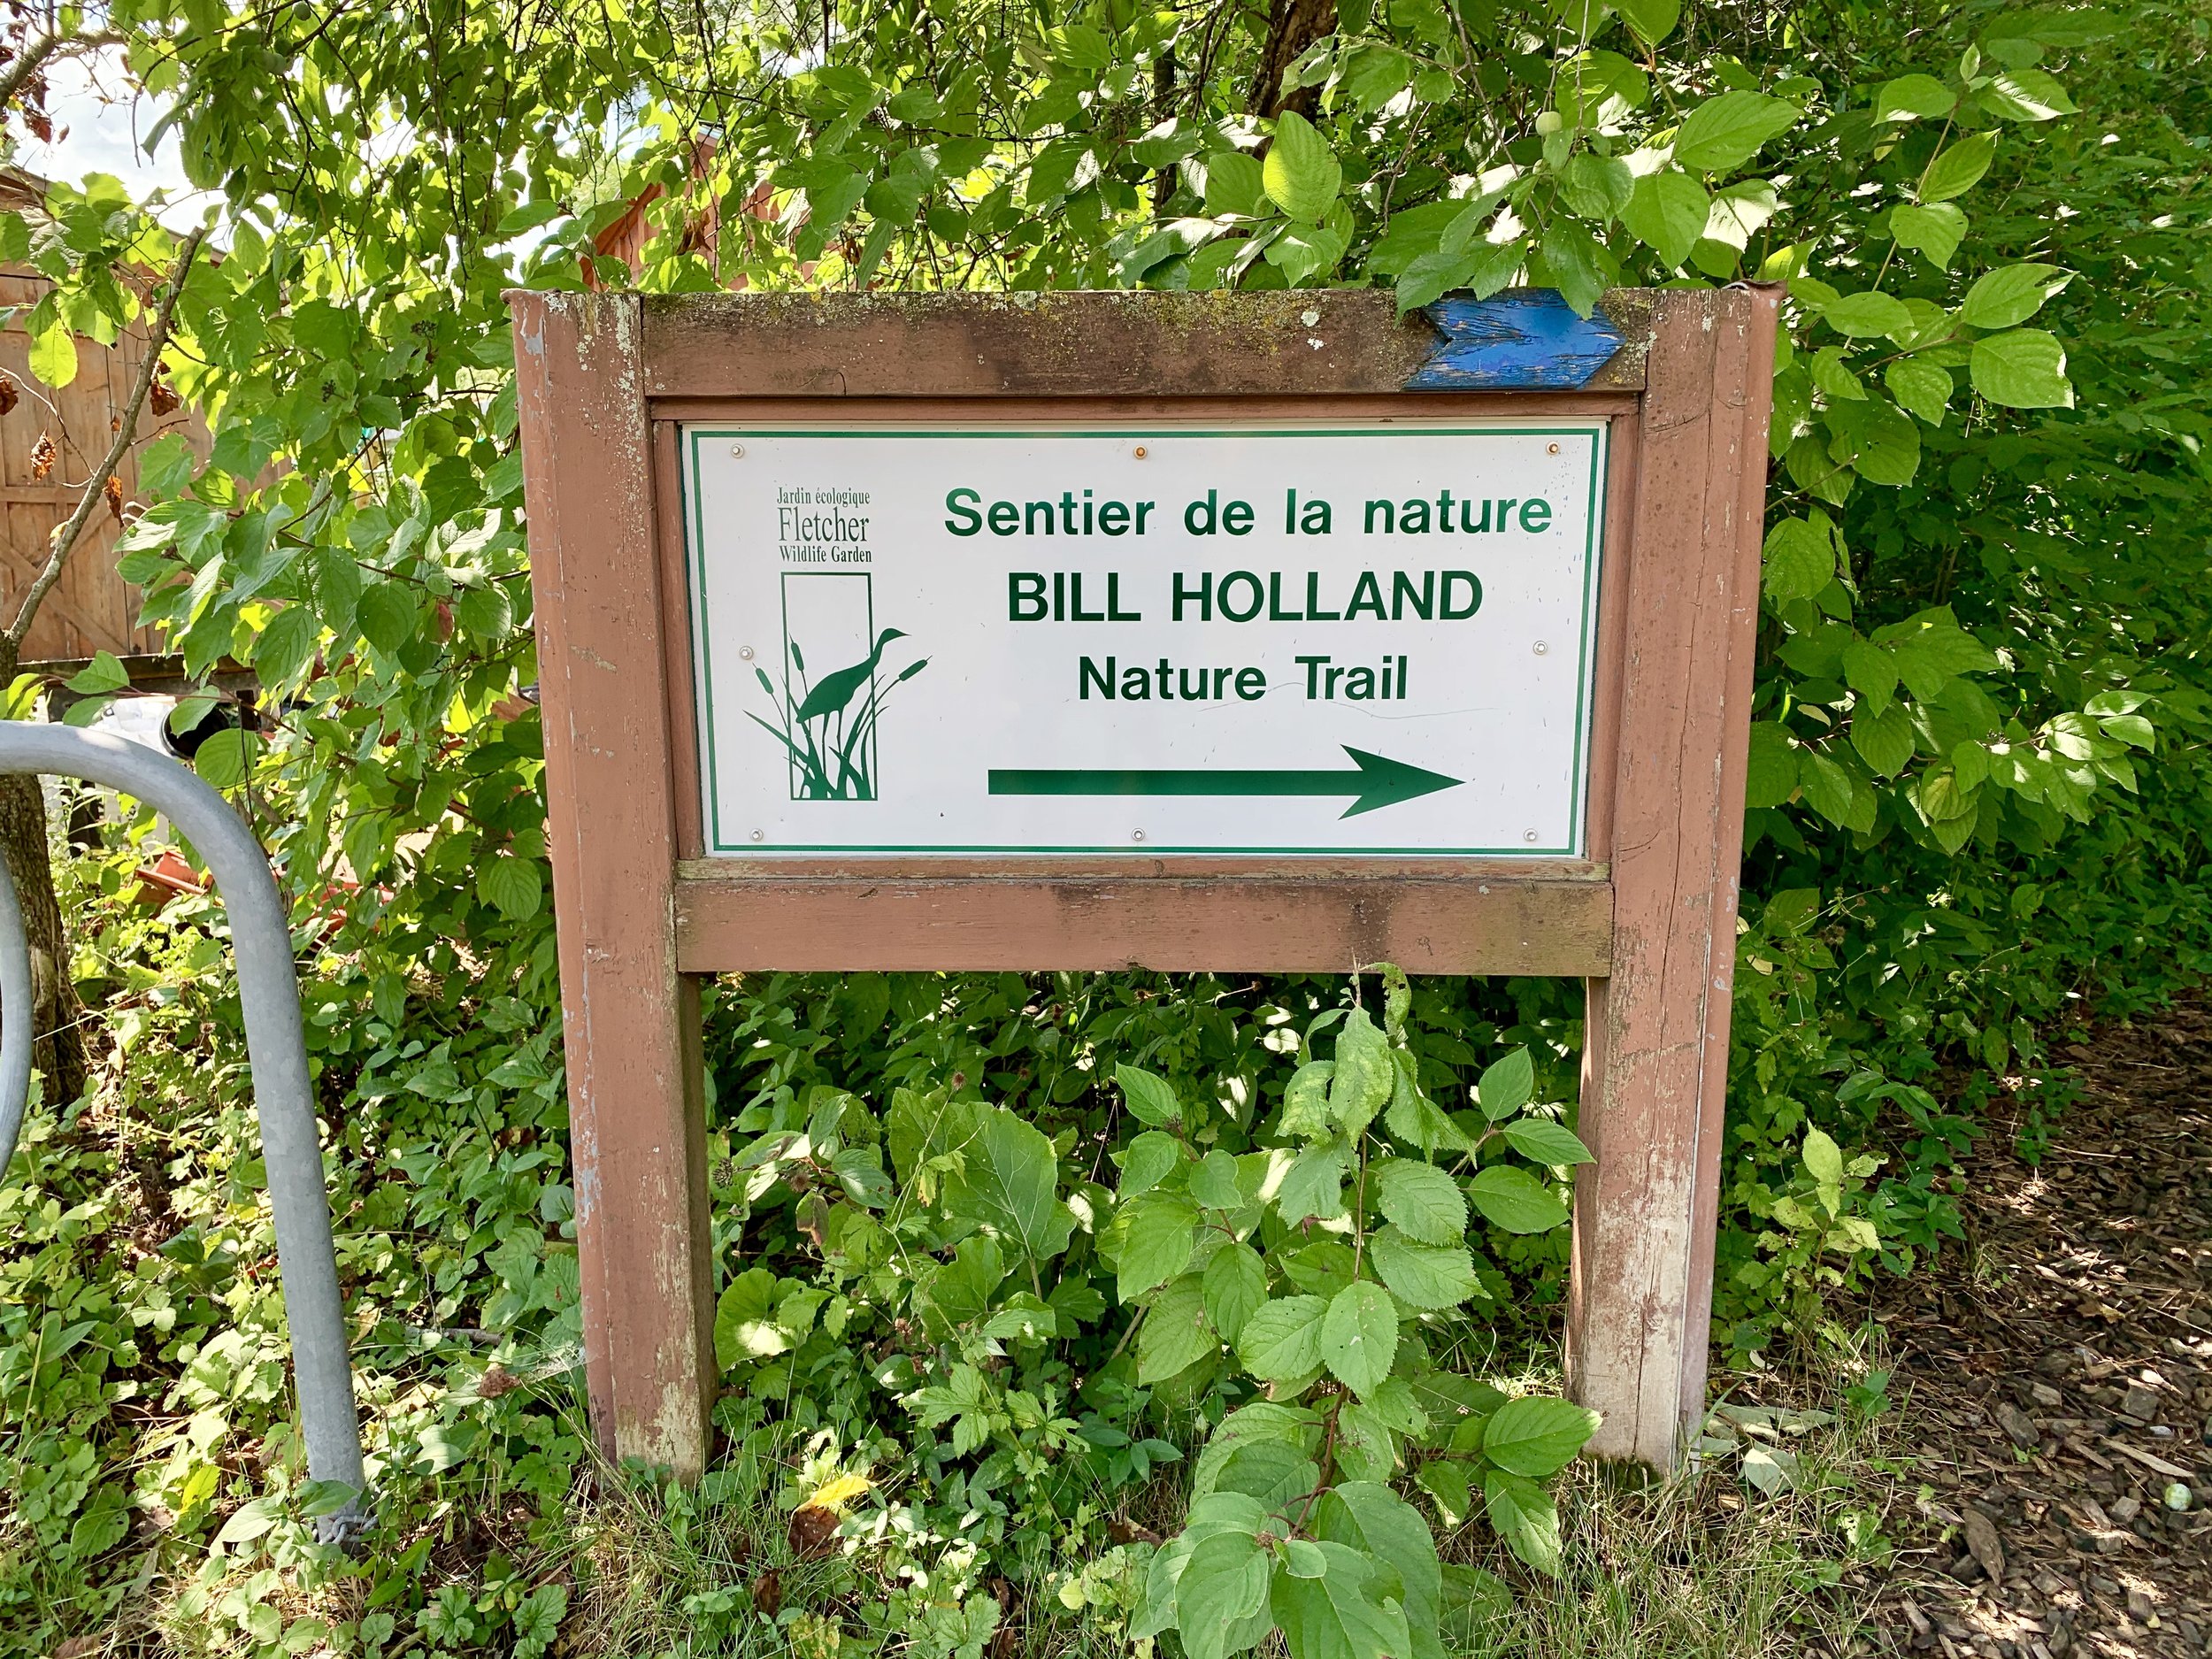 Jardin écologique
Fletcher
Wildlife Garden
Sentier de la nature
BILL HOLLAND
Nature Trail